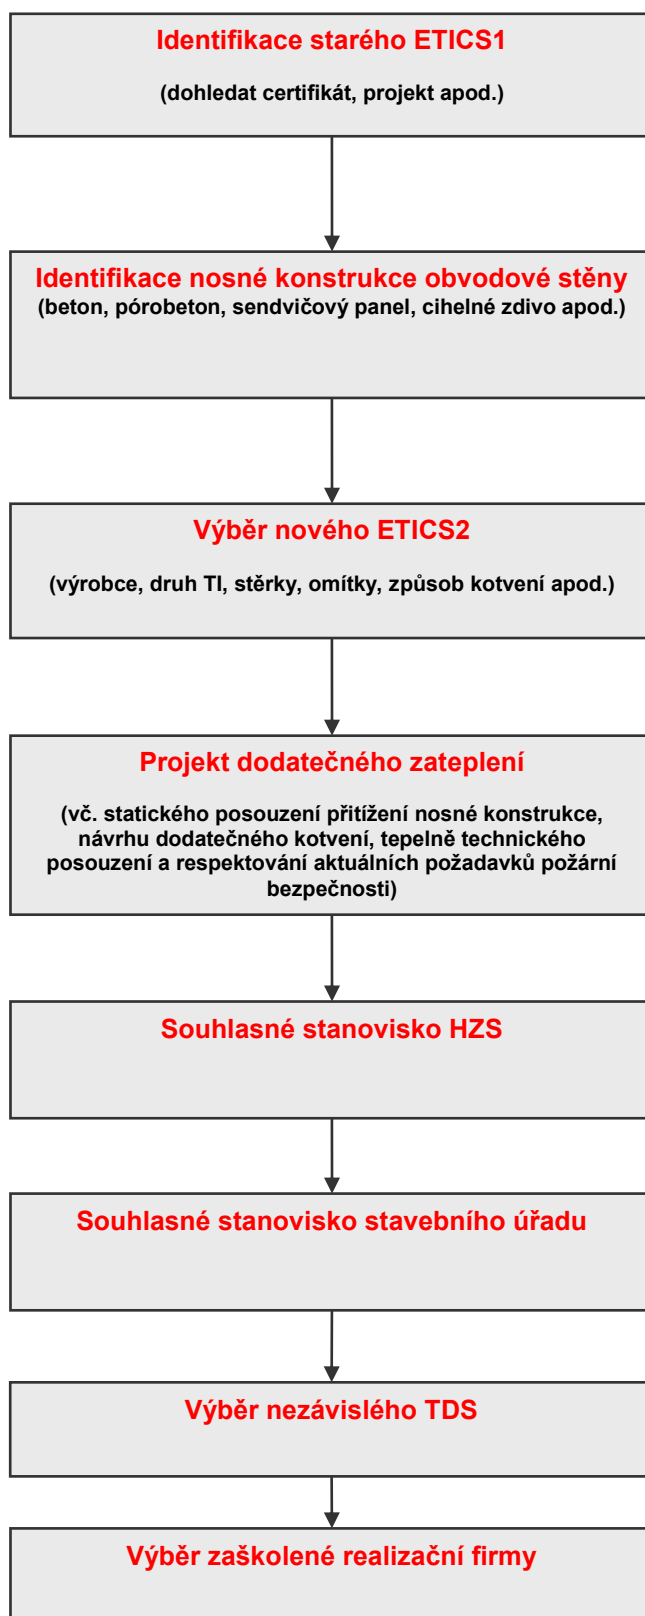 Identifikace starého ETICS1
(dohledat certifikát, projekt apod.)
Identifikace nosné konstrukce obvodové stěny
(beton, pórobeton, sendvičový panel, cihelné zdivo apod.)
Výběr nového ETICS2
(výrobce, druh TI, stěrky, omítky, způsob kotvení apod.)
Projekt dodatečného zateplení
(vč. statického posouzení přitížení nosné konstrukce,
návrhu dodatečného kotvení, tepelně technického
posouzení a respektování aktuálních požadavků požární
bezpečnosti)
Souhlasné stanovisko HZS
Souhlasné stanovisko stavebního úřadu
Výběr nezávislého TDS
Výběr zaškolené realizační firmy